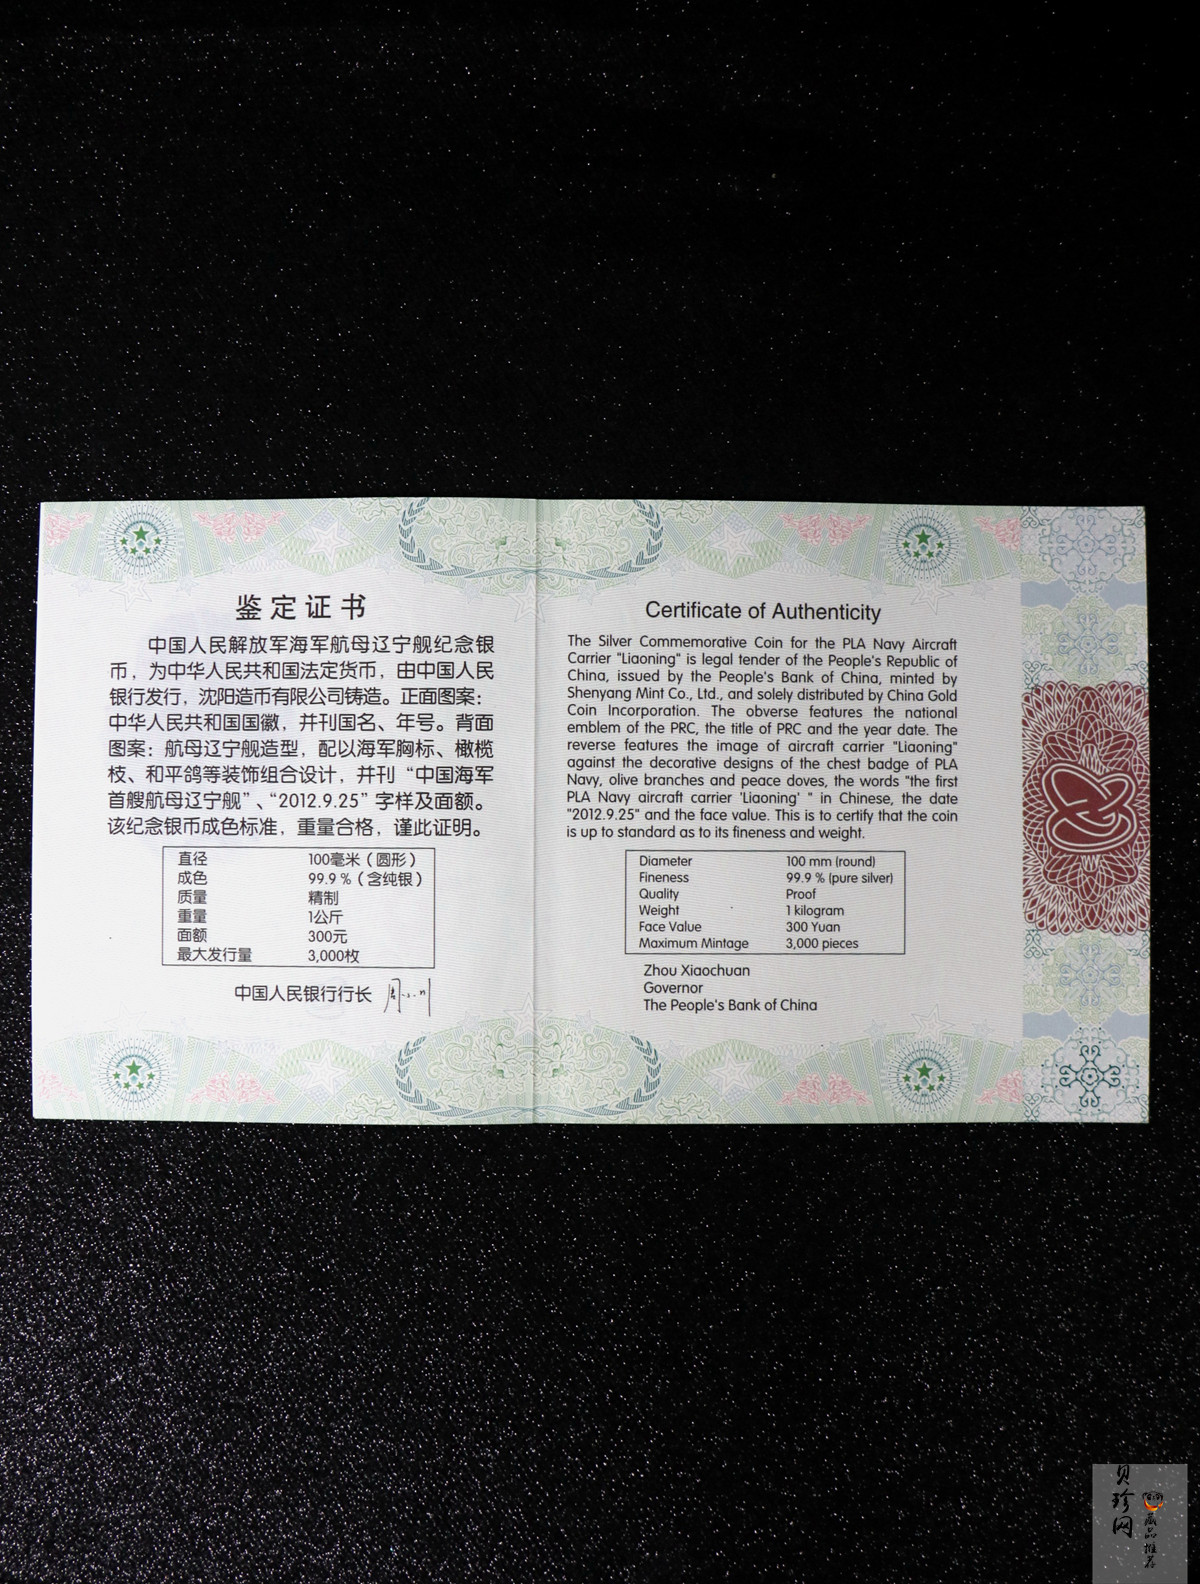 鉴定证书
中国人民解放军海军航母辽宁舰纪念银
币，为中华人民共和国法定货币，由中国人民
银行发行，沈阳造币有限公司铸造。正面图案：
中华人民共和国国徽，并刊国名、年号。背面
图案：航母辽宁舰造型，配以海军胸标、橄榄
枝、和平鸽等装饰组合设计，并刊“中国海军
首艘航母辽宁舰”、“2012.9.25”字样及面额。
该纪念银币成色标准，重量合格，谨此证明。
直径 100毫米（圆形）
成色 99.9％（含纯银）
质量 精制
重量 1公斤
面额 300元
最大发行量 3,000枚
中国人民银行行长 周小川
Certificate of Authenticity
The Silver Commemorative Coin for the PLA Navy Aircraft
Carrier "Liaoning" is legal tender of the People's Republic of
China, issued by the People's Bank of China, minted by
Shenyang Mint Co., Ltd., and solely distributed by China Gold
Coin Incorporation. The obverse features the national
emblem of the PRC, the title of PRC and the year date. The
reverse features the image of aircraft carrier "Liaoning"
against the decorative designs of the chest badge of PLA
Navy, olive branches and peace doves, the words "the first
PLA Navy aircraft carrier 'Liaoning' " in Chinese, the date
"2012.9.25" and the face value. This is to certify that the coin
is up to standard as to its fineness and weight.
Diameter 100 mm (round)
Fineness 99.9 % (pure silver)
Quality Proof
Weight 1 kilogram
Face Value 300 Yuan
Maximum Mintage 3,000 pieces
Zhou Xiaochuan
Governor
The People's Bank of China
贝珍网
藏品推荐